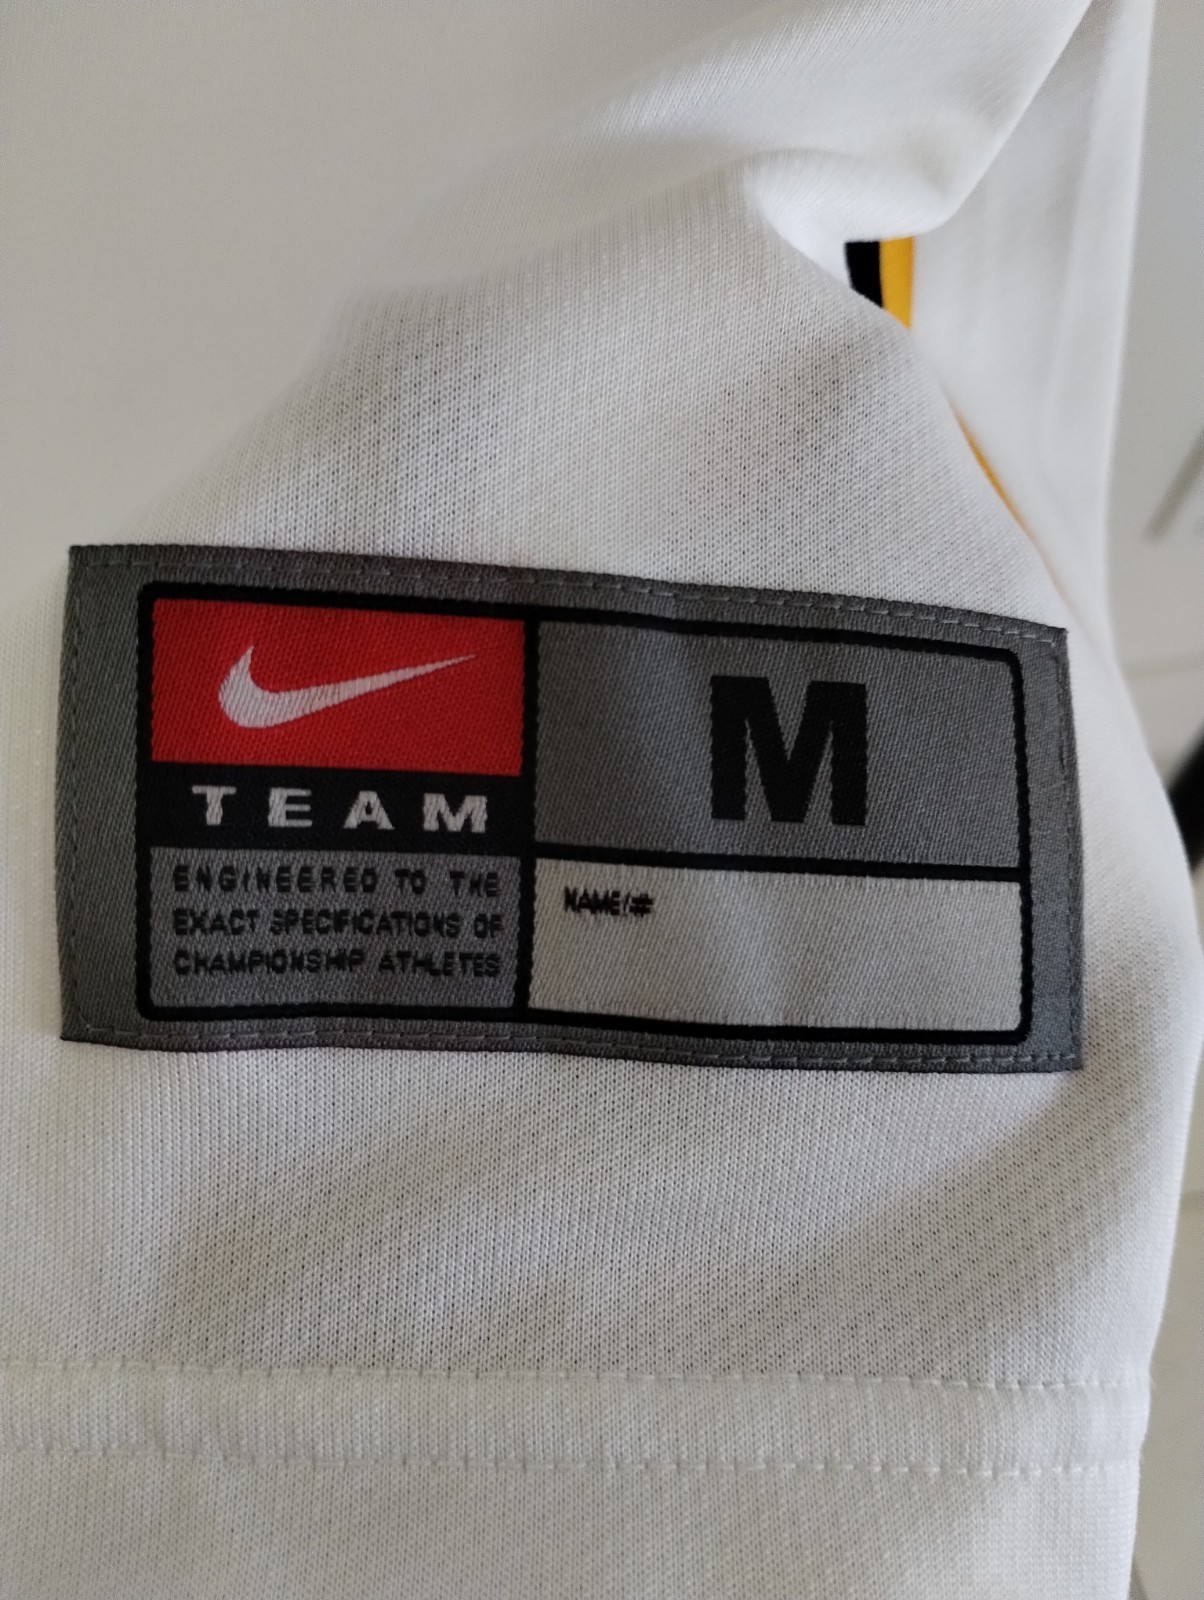 TEAM
ENGINEERED TO THE
EXACT SPECIFICATIONS OF
CHAMPIONSHIP ATHLETES
M
NAME/#